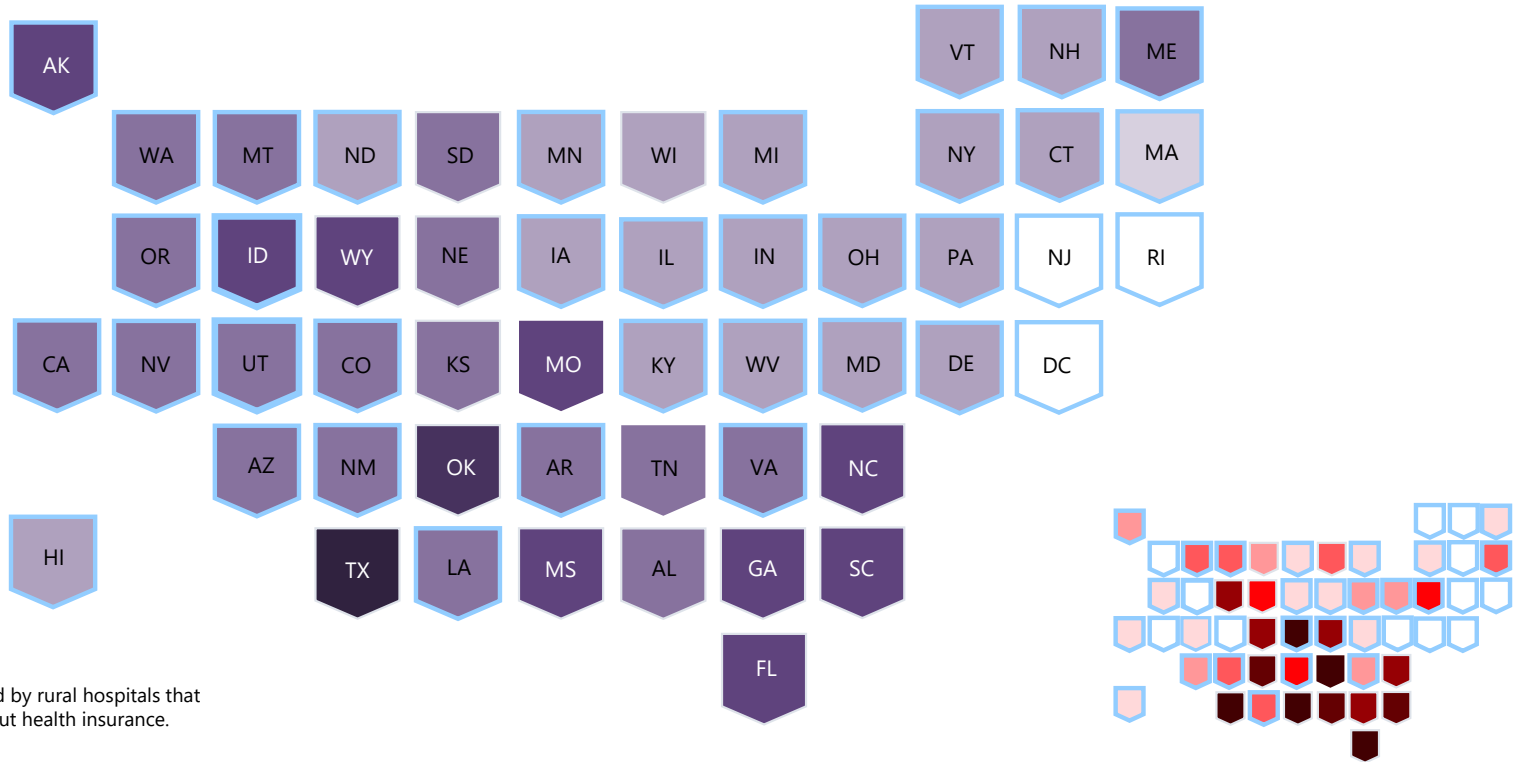 AK
VT
NH
ME
WA
MT
ND
SD
MN
WI
MI
NY
CT
MA
OR
ID
WY
NE
IA
IL
IN
OH
PA
NJ
RI
CA
NV
UT
CO
KS
MO
KY
WV
MD
DE
DC
AZ
NM
OK
AR
TN
VA
NC
HI
TX
LA
MS
AL
GA
SC
FL
by rural hospitals that
ut health insurance.